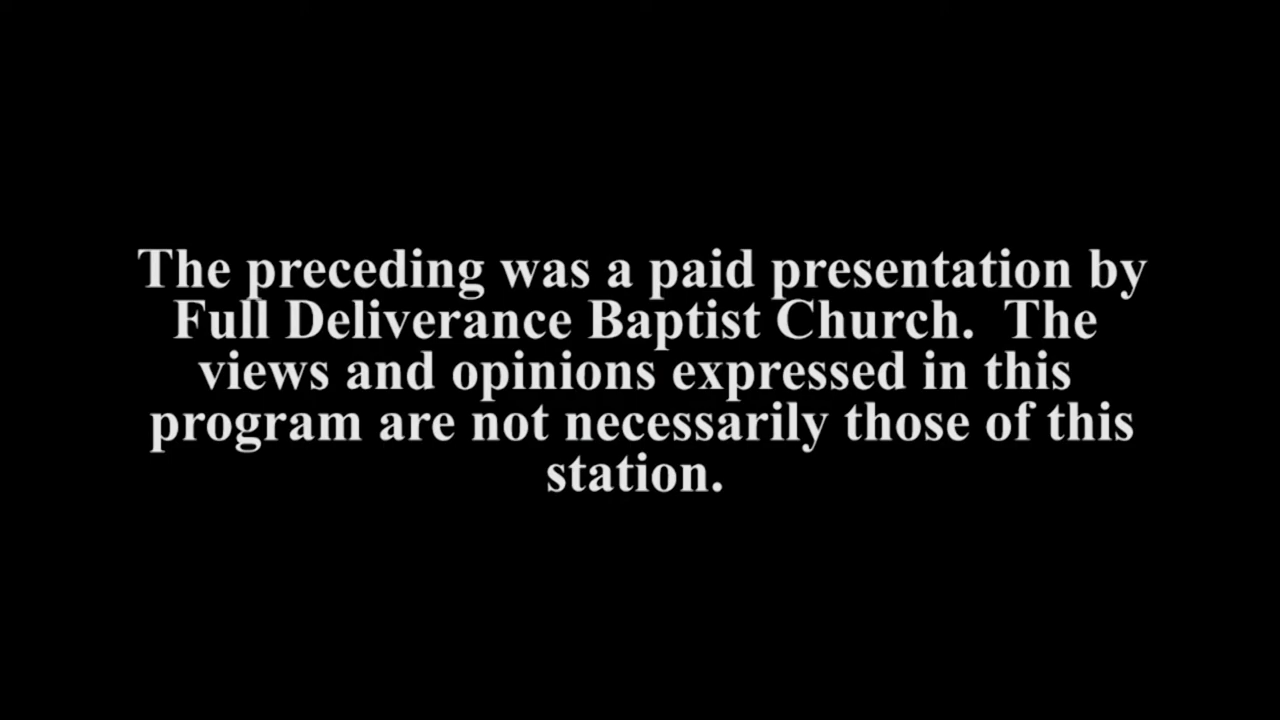 The preceding was a paid presentation by
Full Deliverance Baptist Church.  The
views and opinions expressed in this
program are not necessarily those of this
station.